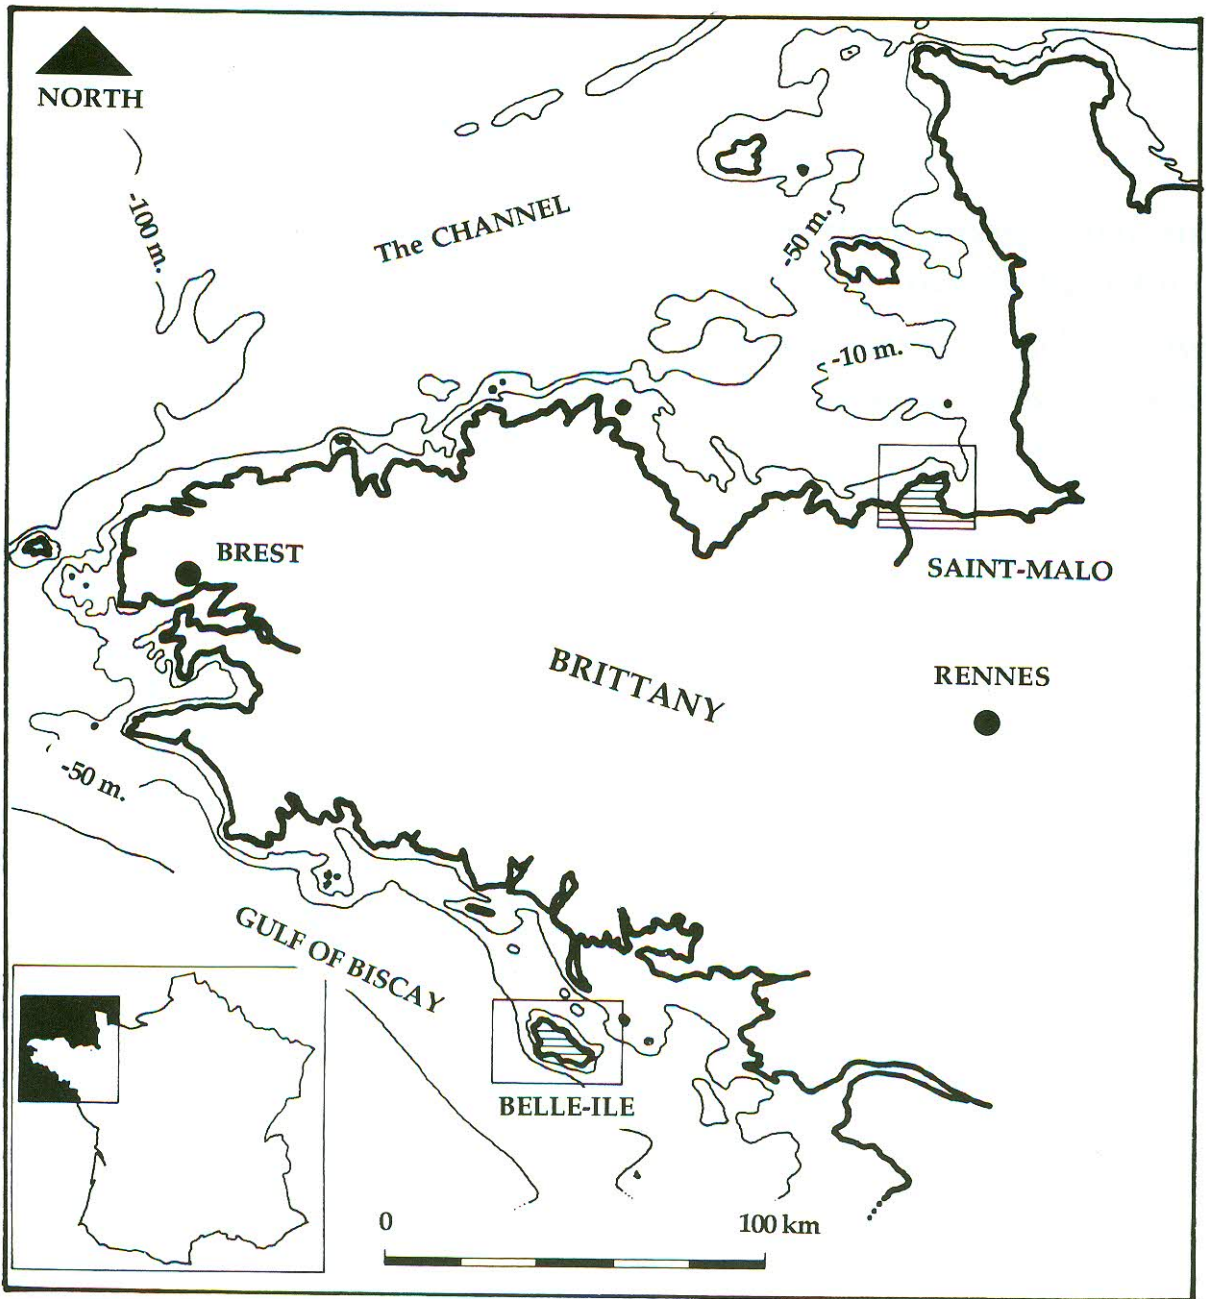 NORTH
-100 m.
The CHANNEL
-50 m.
-10 m.
BREST
SAINT-MALO
BRITTANY
RENNES
-50 m.
GULF OF BISCAY
BELLE-ILE
0
100 km